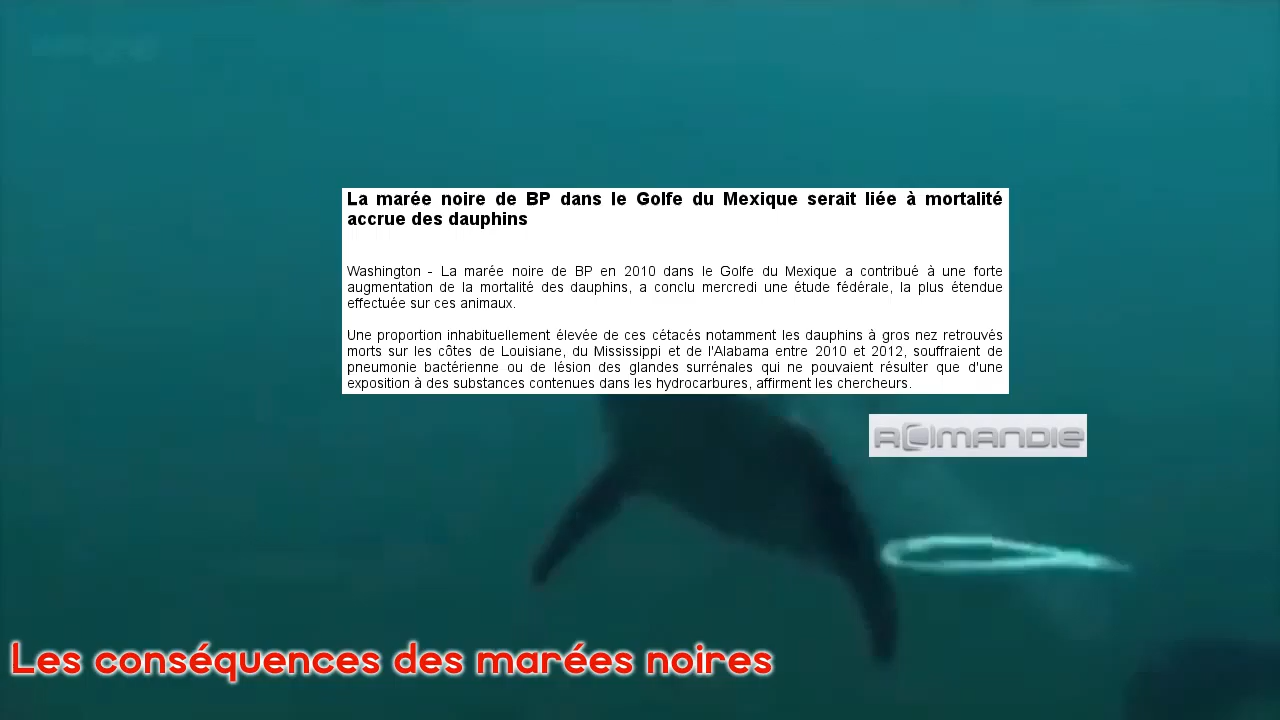 La marée noire de BP dans le Golfe du Mexique serait liée à mortalité
accrue des dauphins
Washington - La marée noire de BP en 2010 dans le Golfe du Mexique a contribué à une forte
augmentation de la mortalité des dauphins, a conclu mercredi une étude fédérale, la plus étendue
effectuée sur ces animaux.
Une proportion inhabituellement élevée de ces cétacés notamment les dauphins à gros nez retrouvés
morts sur les côtes de Louisiane, du Mississippi et de l'Alabama entre 2010 et 2012, souffraient de
pneumonie bactérienne ou de lésion des glandes surrénales qui ne pouvaient résulter que d'une
exposition à des substances contenues dans les hydrocarbures, affirment les chercheurs.
ROMANDIE
Les conséquences des marées noires